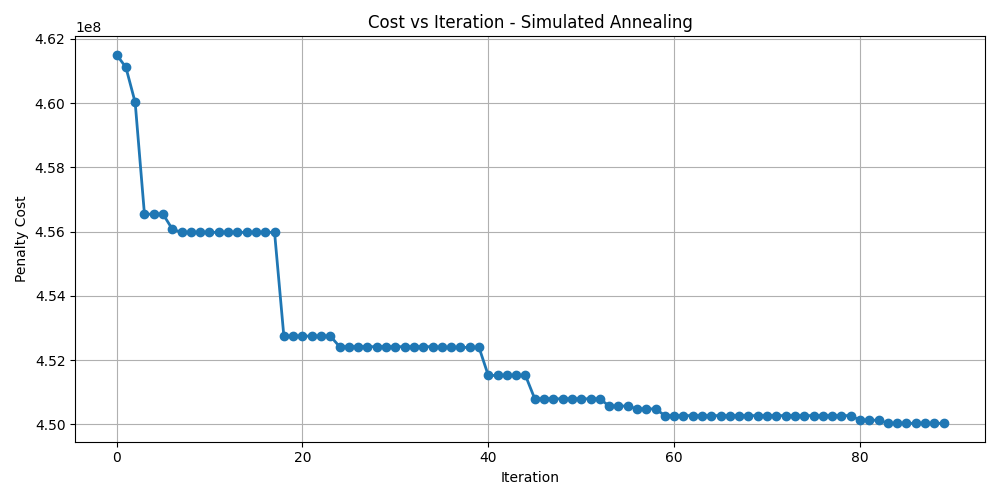 Cost vs Iteration - Simulated Annealing
1e8
4.62
4.60
4.58
4.56
4.54
4.52
4.50
Penalty Cost
0 20 40 60 80
Iteration